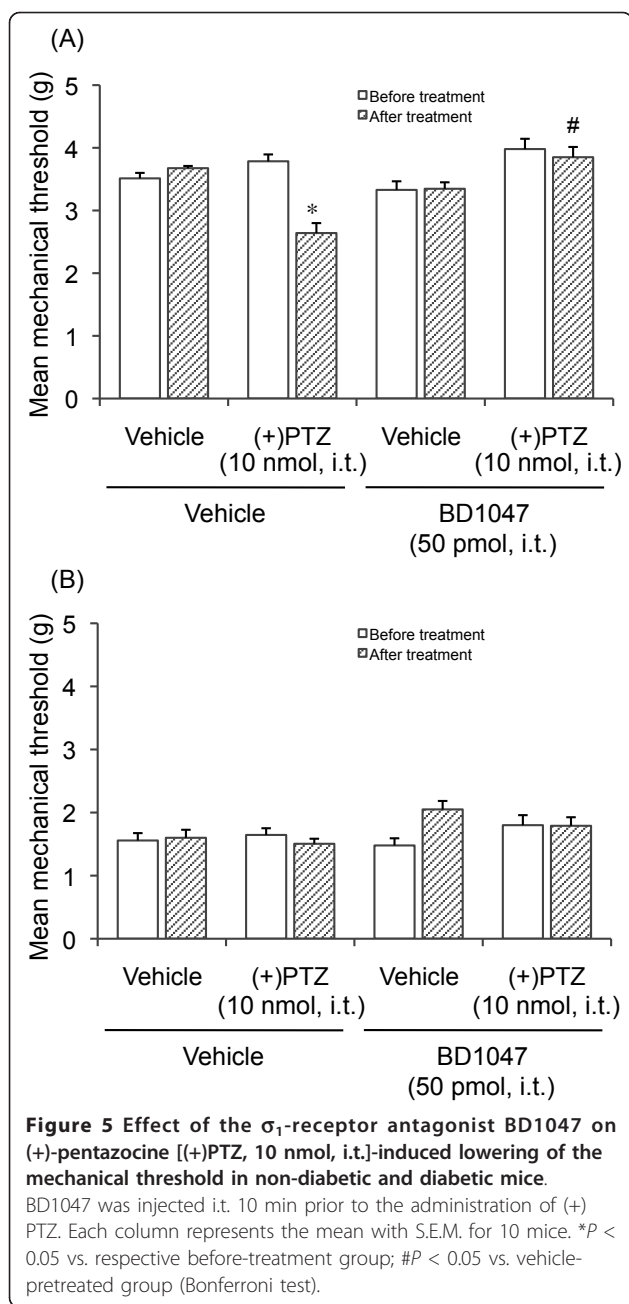 (A)
Mean mechanical threshold (g)
5
4
3
2
1
0
Before treatment
After treatment
*
#
Vehicle (+)PTZ Vehicle (+)PTZ
(10 nmol, i.t.) (10 nmol, i.t.)
Vehicle BD1047
(50 pmol, i.t.)
(B)
Mean mechanical threshold (g)
5
4
3
2
1
0
Before treatment
After treatment
Vehicle (+)PTZ Vehicle (+)PTZ
(10 nmol, i.t.) (10 nmol, i.t.)
Vehicle BD1047
(50 pmol, i.t.)
Figure 5 Effect of the σ₁-receptor antagonist BD1047 on
(+)-pentazocine [(+)PTZ, 10 nmol, i.t.]-induced lowering of the
mechanical threshold in non-diabetic and diabetic mice.
BD1047 was injected i.t. 10 min prior to the administration of (+)
PTZ. Each column represents the mean with S.E.M. for 10 mice. *P <
0.05 vs. respective before-treatment group; #P < 0.05 vs. vehicle-
pretreated group (Bonferroni test).